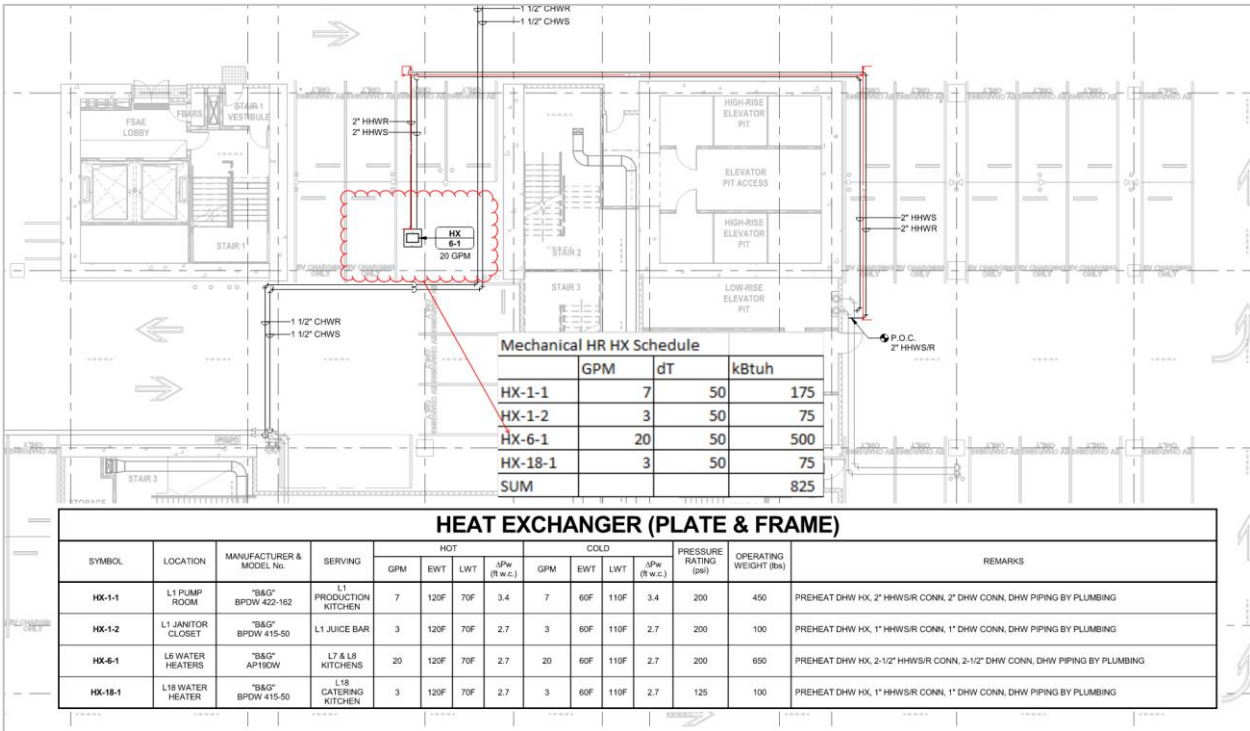 1 1/2" CHWR
1 1/2" CHWS
FSAE
LOBBY
FBARS
STAIR 1
VESTIBULE
2" HHWR
2" HHWS
HIGH-RISE
ELEVATOR
PIT
ELEVATOR
PIT ACCESS
HIGH-RISE
ELEVATOR
PIT
LOW-RISE
ELEVATOR
PIT
STAIR 1
HX
6-1
20 GPM
STAIR 2
STAIR 3
2" HHWS
2" HHWR
1 1/2" CHWR
1 1/2" CHWS
P.O.C.
2" HHWS/R
EV CHARGING
ONLY
STAIR 3
STORAGE
Mechanical HR HX Schedule
GPM dT kBtuh
HX-1-1 7 50 175
HX-1-2 3 50 75
HX-6-1 20 50 500
HX-18-1 3 50 75
SUM 825
HEAT EXCHANGER (PLATE & FRAME)
SYMBOL LOCATION MANUFACTURER & MODEL No. SERVING HOT COLD PRESSURE RATING (psi) OPERATING WEIGHT (lbs) REMARKS
GPM EWT LWT ΔPw (ft w.c.) GPM EWT LWT ΔPw (ft w.c.)
HX-1-1 L1 PUMP ROOM "B&G" BPDW 422-162 L1 PRODUCTION KITCHEN 7 120F 70F 3.4 7 60F 110F 3.4 200 450 PREHEAT DHW HX, 2" HHWS/R CONN, 2" DHW CONN, DHW PIPING BY PLUMBING
HX-1-2 L1 JANITOR CLOSET "B&G" BPDW 415-50 L1 JUICE BAR 3 120F 70F 2.7 3 60F 110F 2.7 200 100 PREHEAT DHW HX, 1" HHWS/R CONN, 1" DHW CONN, DHW PIPING BY PLUMBING
HX-6-1 L6 WATER HEATERS "B&G" AP19DW L7 & L8 KITCHENS 20 120F 70F 2.7 20 60F 110F 2.7 200 650 PREHEAT DHW HX, 2-1/2" HHWS/R CONN, 2-1/2" DHW CONN, DHW PIPING BY PLUMBING
HX-18-1 L18 WATER HEATER "B&G" BPDW 415-50 L18 CATERING KITCHEN 3 120F 70F 2.7 3 60F 110F 2.7 125 100 PREHEAT DHW HX, 1" HHWS/R CONN, 1" DHW CONN, DHW PIPING BY PLUMBING